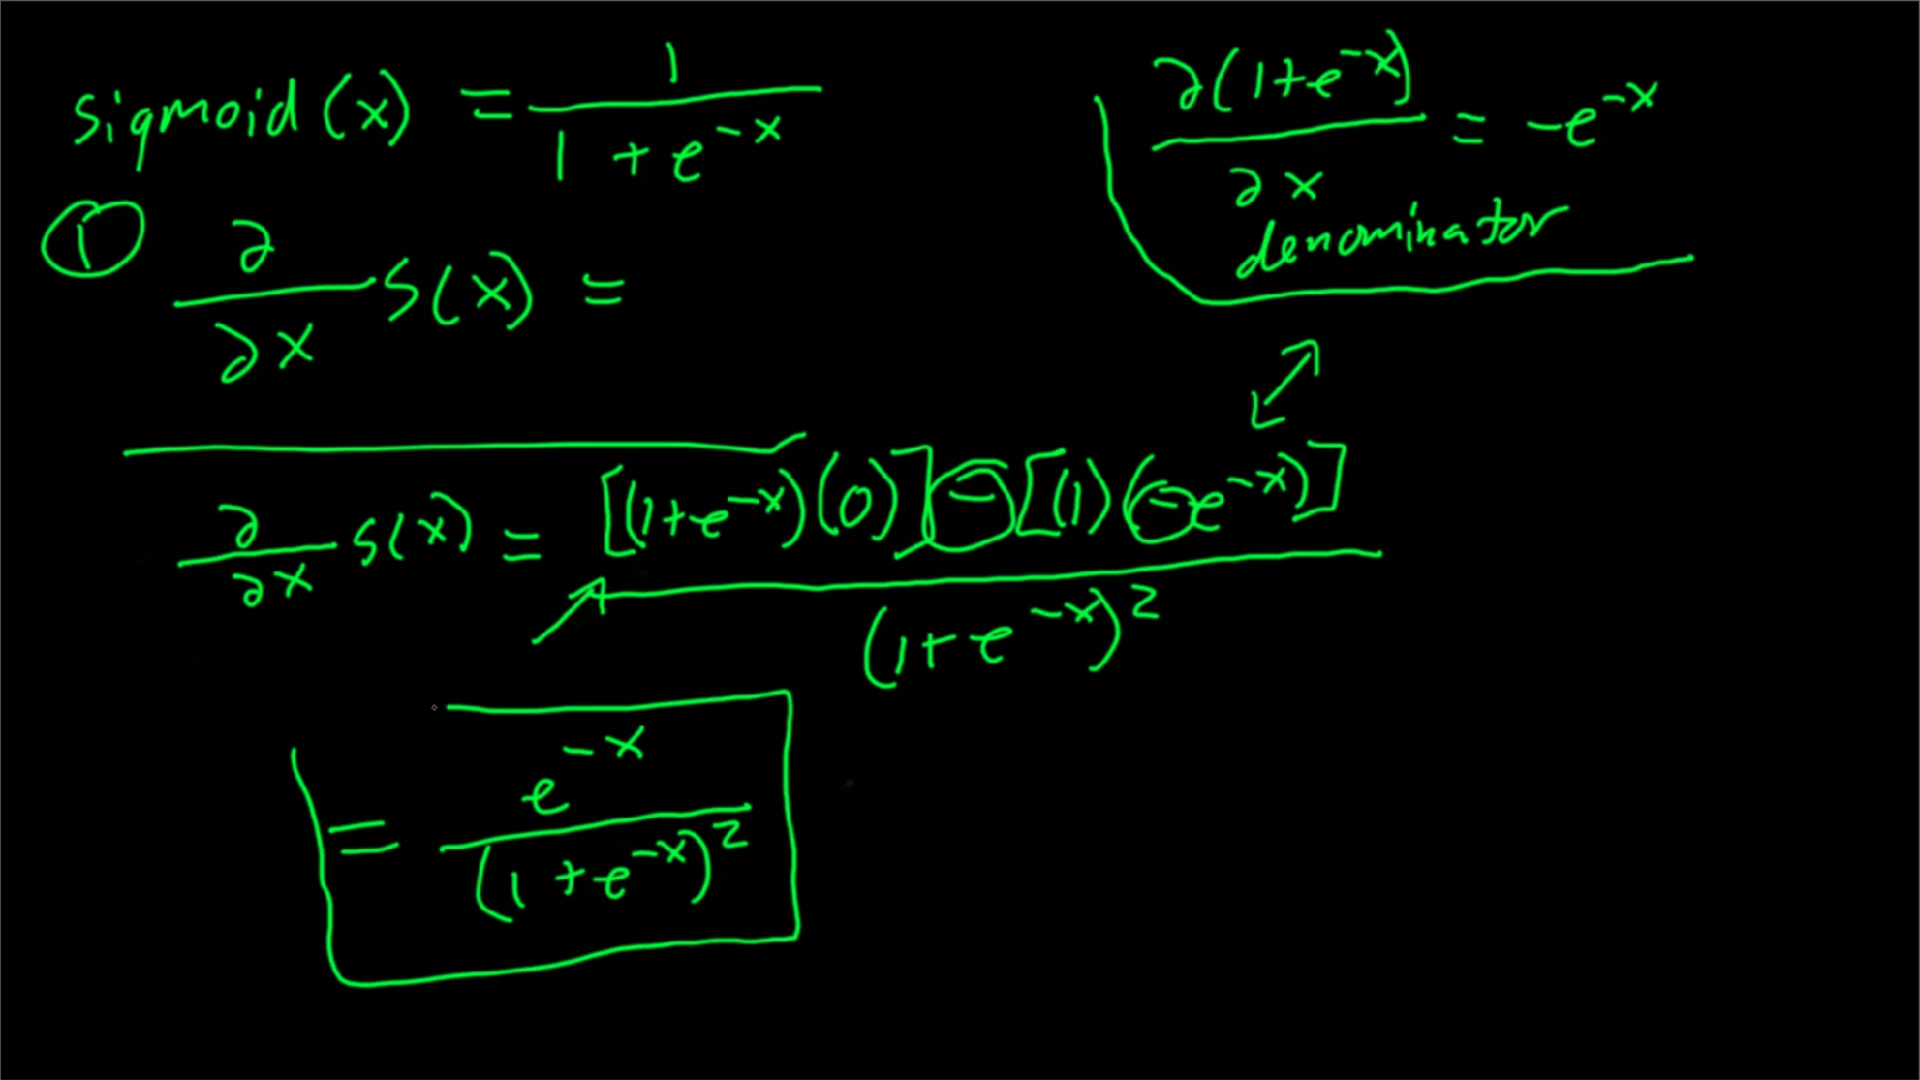 sigmoid(x) = 1 / (1 + e^-x)
∂(1+e^-x) / ∂x = -e^-x
denominator
① ∂/∂x S(x) =
∂/∂x S(x) = [(1+e^-x)(0)] - [(1)(-e^-x)] / (1+e^-x)^2
= e^-x / (1+e^-x)^2